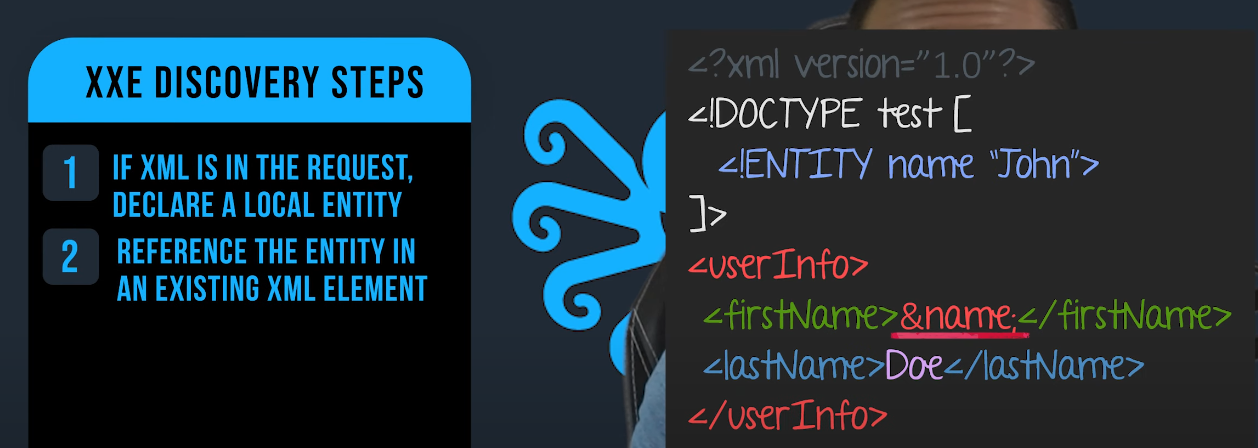 XXE DISCOVERY STEPS
1
IF XML IS IN THE REQUEST,
DECLARE A LOCAL ENTITY
2
REFERENCE THE ENTITY IN
AN EXISTING XML ELEMENT
<?xml version="1.0"?>
<!DOCTYPE test [
<!ENTITY name "John">
]>
<userInfo>
<firstName>&name;</firstName>
<lastName>Doe</lastName>
</userInfo>